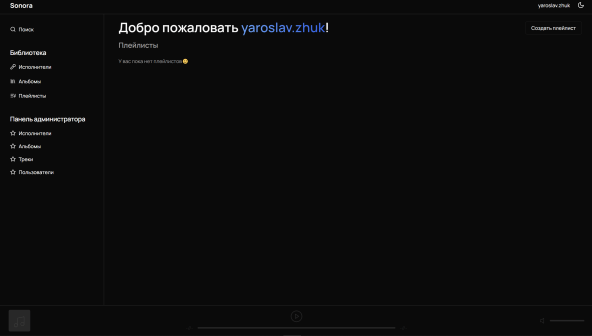 Sonora
yaroslav.zhuk
Поиск
Библиотека
Исполнители
Альбомы
Плейлисты
Панель администратора
Исполнители
Альбомы
Треки
Пользователи
Добро пожаловать yaroslav.zhuk!
Создать плейлист
Плейлисты
У вас пока нет плейлистов😢